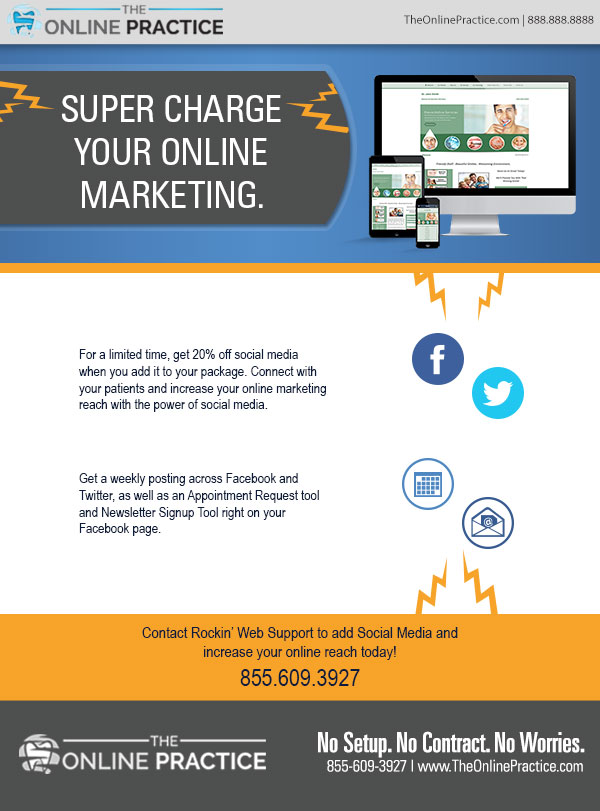 THE
ONLINE PRACTICE
TheOnlinePractice.com | 888.888.8888
SUPER CHARGE
YOUR ONLINE
MARKETING.
For a limited time, get 20% off social media
when you add it to your package. Connect with
your patients and increase your online marketing
reach with the power of social media.
Get a weekly posting across Facebook and
Twitter, as well as an Appointment Request tool
and Newsletter Signup Tool right on your
Facebook page.
Contact Rockin’ Web Support to add Social Media and
increase your online reach today!
855.609.3927
THE
ONLINE PRACTICE
No Setup. No Contract. No Worries.
855-609-3927 | www.TheOnlinePractice.com